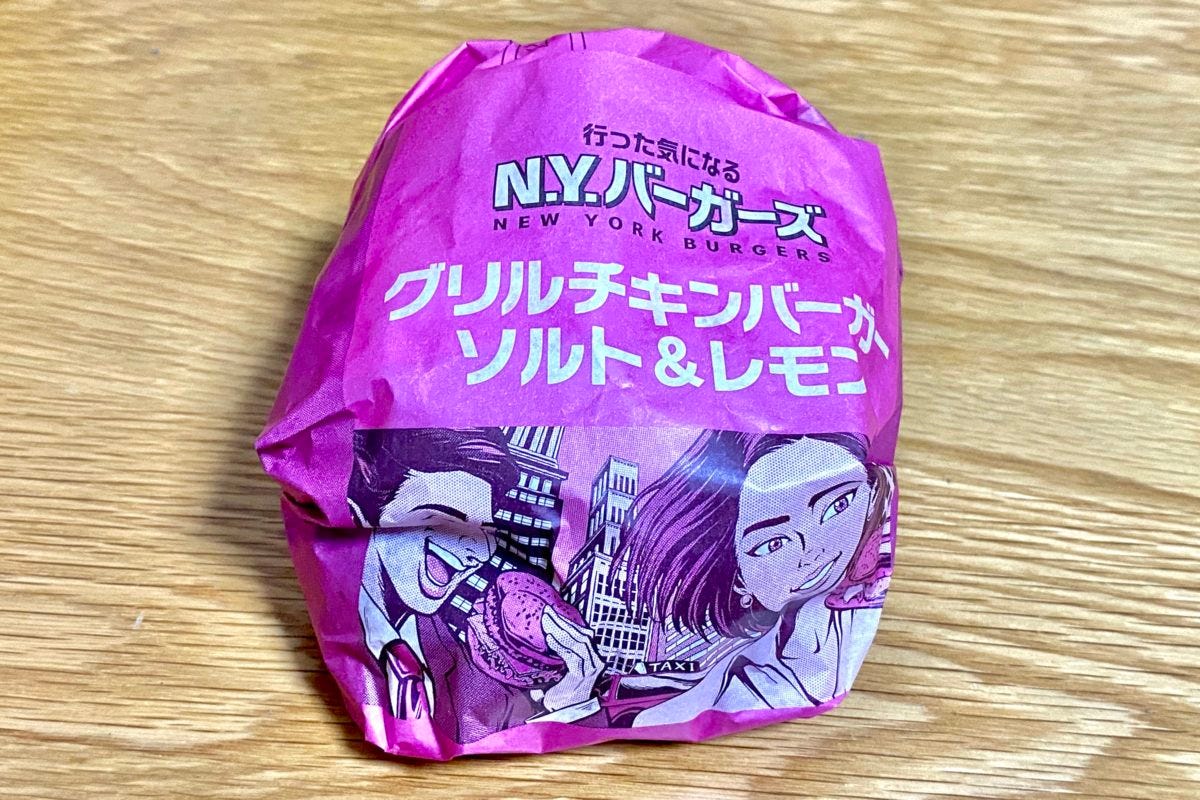 行った気になる
N.Y.バーガーズ
NEW YORK BURGERS
グリルチキンバーガー
ソルト&レモン
TAXI